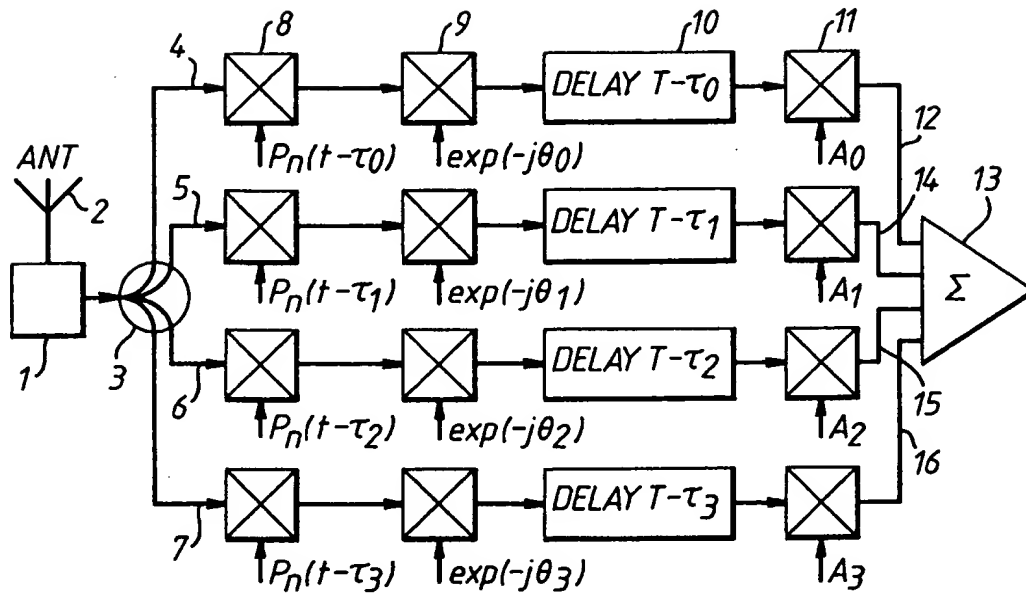 8
9
10
11
4
DELAY T-τ0
12
Pn(t-τ0)
exp(-jθ0)
A0
ANT
2
5
14
13
DELAY T-τ1
Pn(t-τ1)
exp(-jθ1)
A1
Σ
1
3
6
DELAY T-τ2
15
Pn(t-τ2)
exp(-jθ2)
A2
16
7
DELAY T-τ3
Pn(t-τ3)
exp(-jθ3)
A3